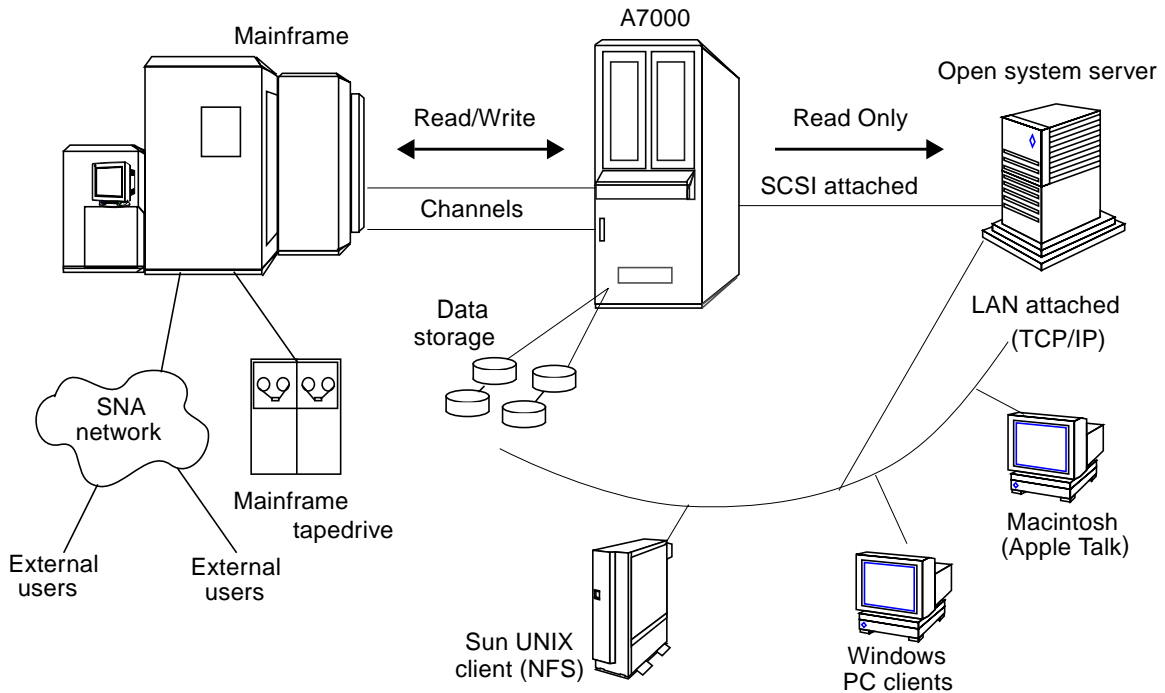 A7000
Mainframe
Open system server
Read/Write
Read Only
SCSI attached
Channels
Data
storage
LAN attached
(TCP/IP)
SNA
network
Mainframe
tapedrive
External
users
External
users
Macintosh
(Apple Talk)
Sun UNIX
client (NFS)
Windows
PC clients